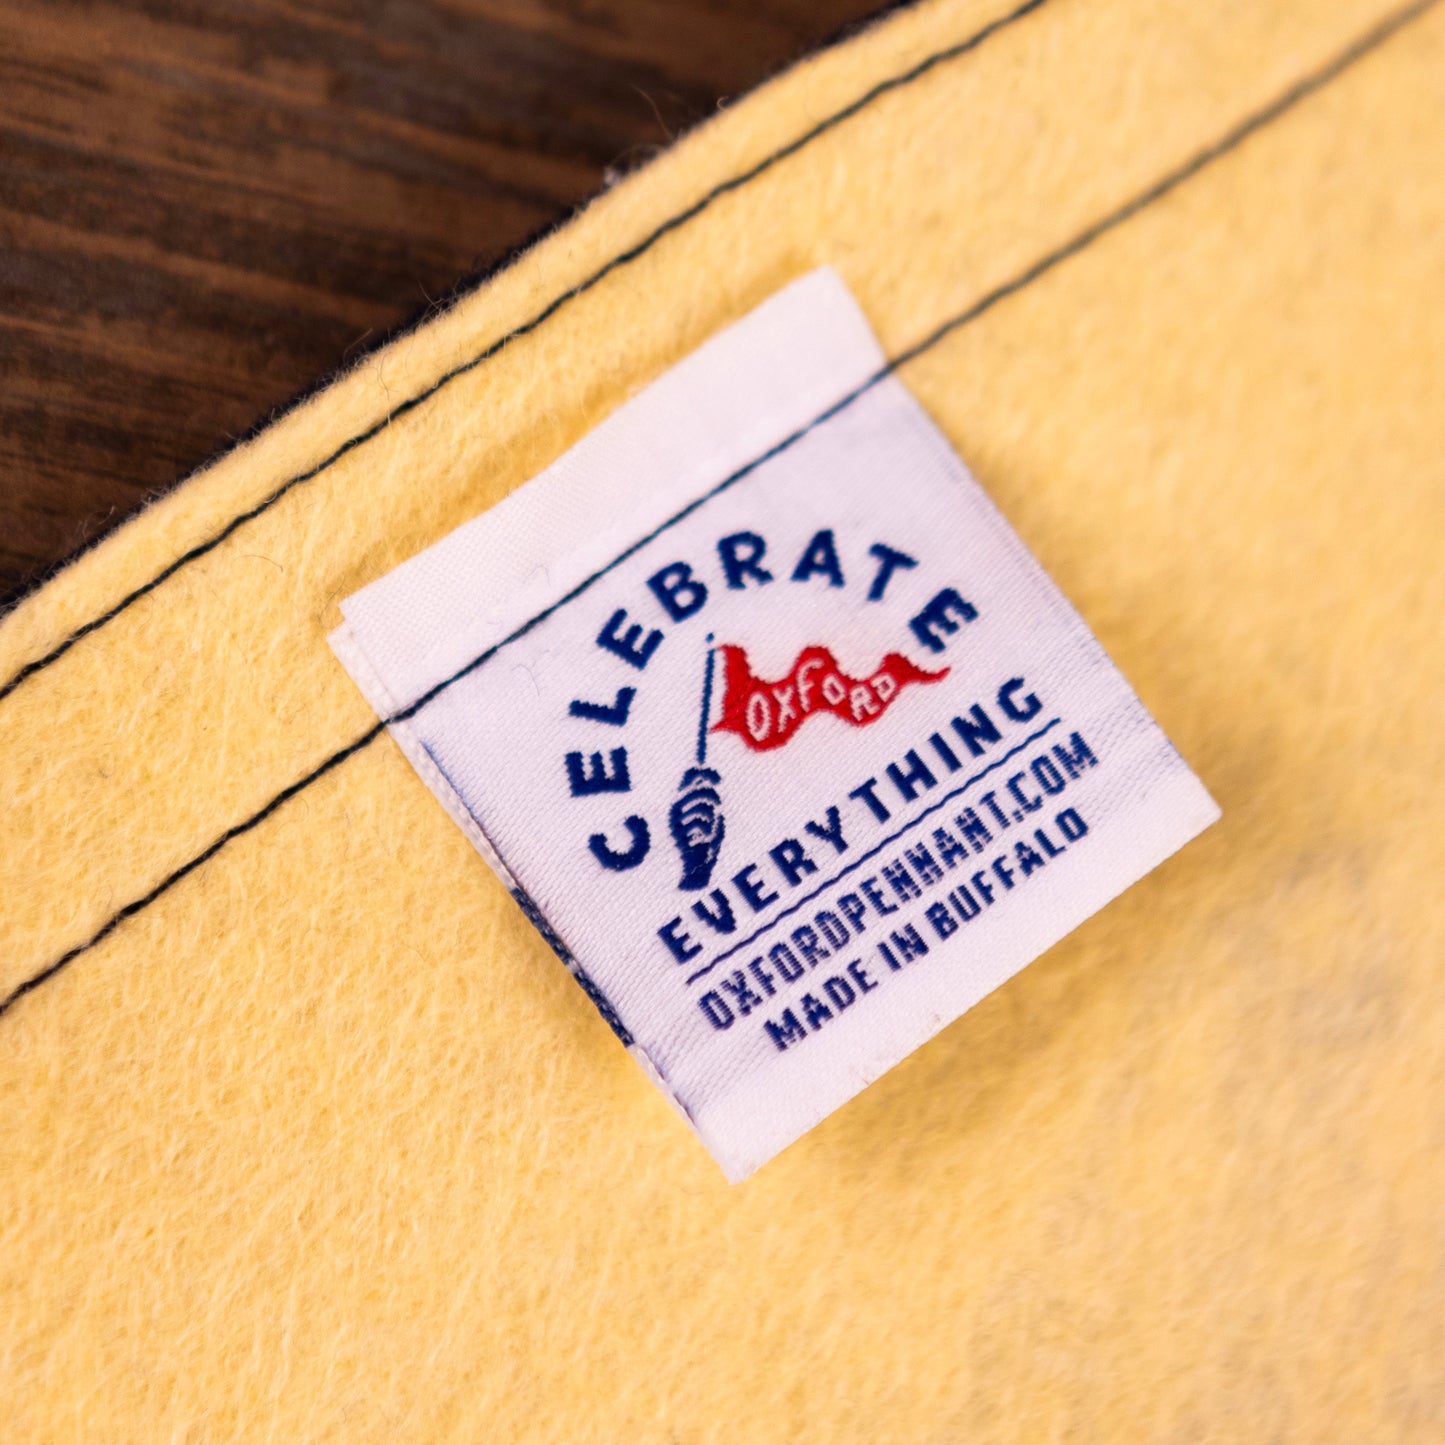 CELEBRATE
OXFORD
EVERYTHING
OXFORDPENNANT.COM
MADE IN BUFFALO